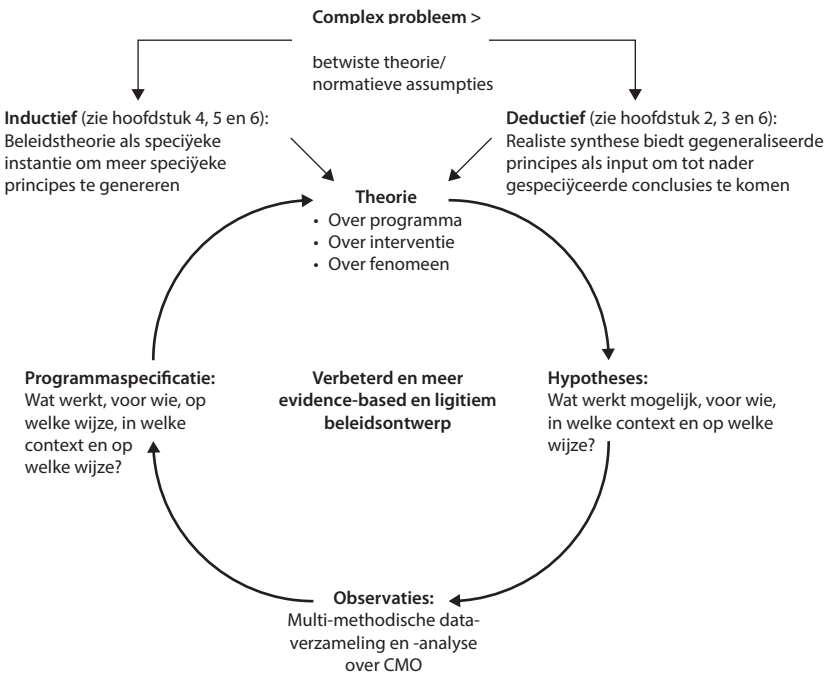 Complex probleem >
betwiste theorie/
normatieve assumpties
Inductief (zie hoofdstuk 4, 5 en 6):
Beleidstheorie als speciÿeke
instantie om meer speciÿeke
principes te genereren
Deductief (zie hoofdstuk 2, 3 en 6):
Realiste synthese biedt gegeneraliseerde
principes als input om tot nader
gespeciÿceerde conclusies te komen
Theorie
• Over programma
• Over interventie
• Over fenomeen
Programmaspecificatie:
Wat werkt, voor wie, op
welke wijze, in welke
context en op
welke wijze?
Verbeterd en meer
evidence-based en ligitiem
beleidsontwerp
Hypotheses:
Wat werkt mogelijk, voor wie,
in welke context en op welke
wijze?
Observaties:
Multi-methodische data-
verzameling en -analyse
over CMO